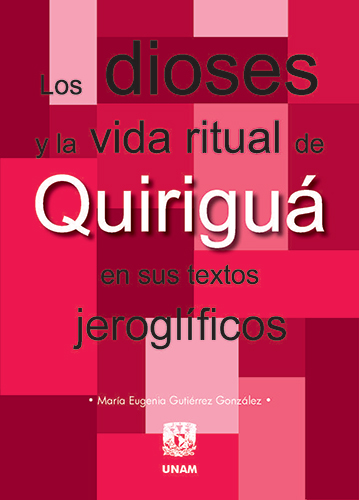 Los dioses
y la vida ritual de
Quiriguá
en sus textos
jeroglíficos
• María Eugenia Gutiérrez González •
UNAM